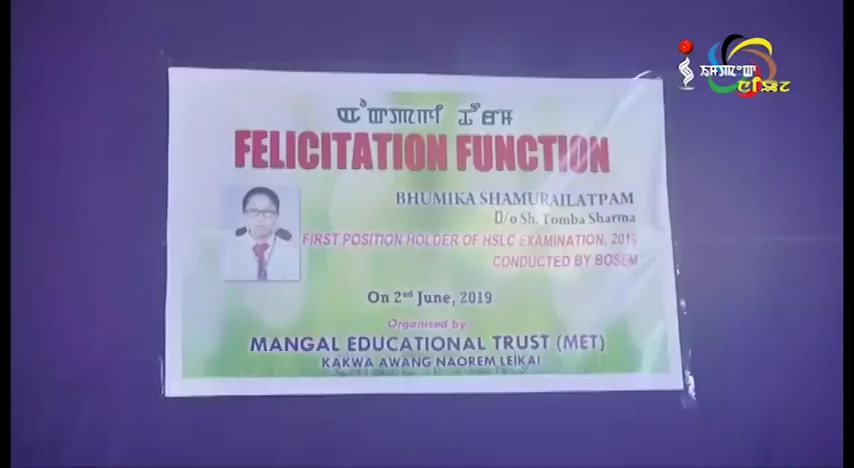 FELICITATION FUNCTION
BHUMIKA SHAMURAILATPAM
D/o Sh. Tomba Sharma
FIRST POSITION HOLDER OF HSLC EXAMINATION, 2019
CONDUCTED BY BOSEM
On 2nd June, 2019
Organised by
MANGAL EDUCATIONAL TRUST (MET)
KAKWA AWANG NAOREM LEIKAI